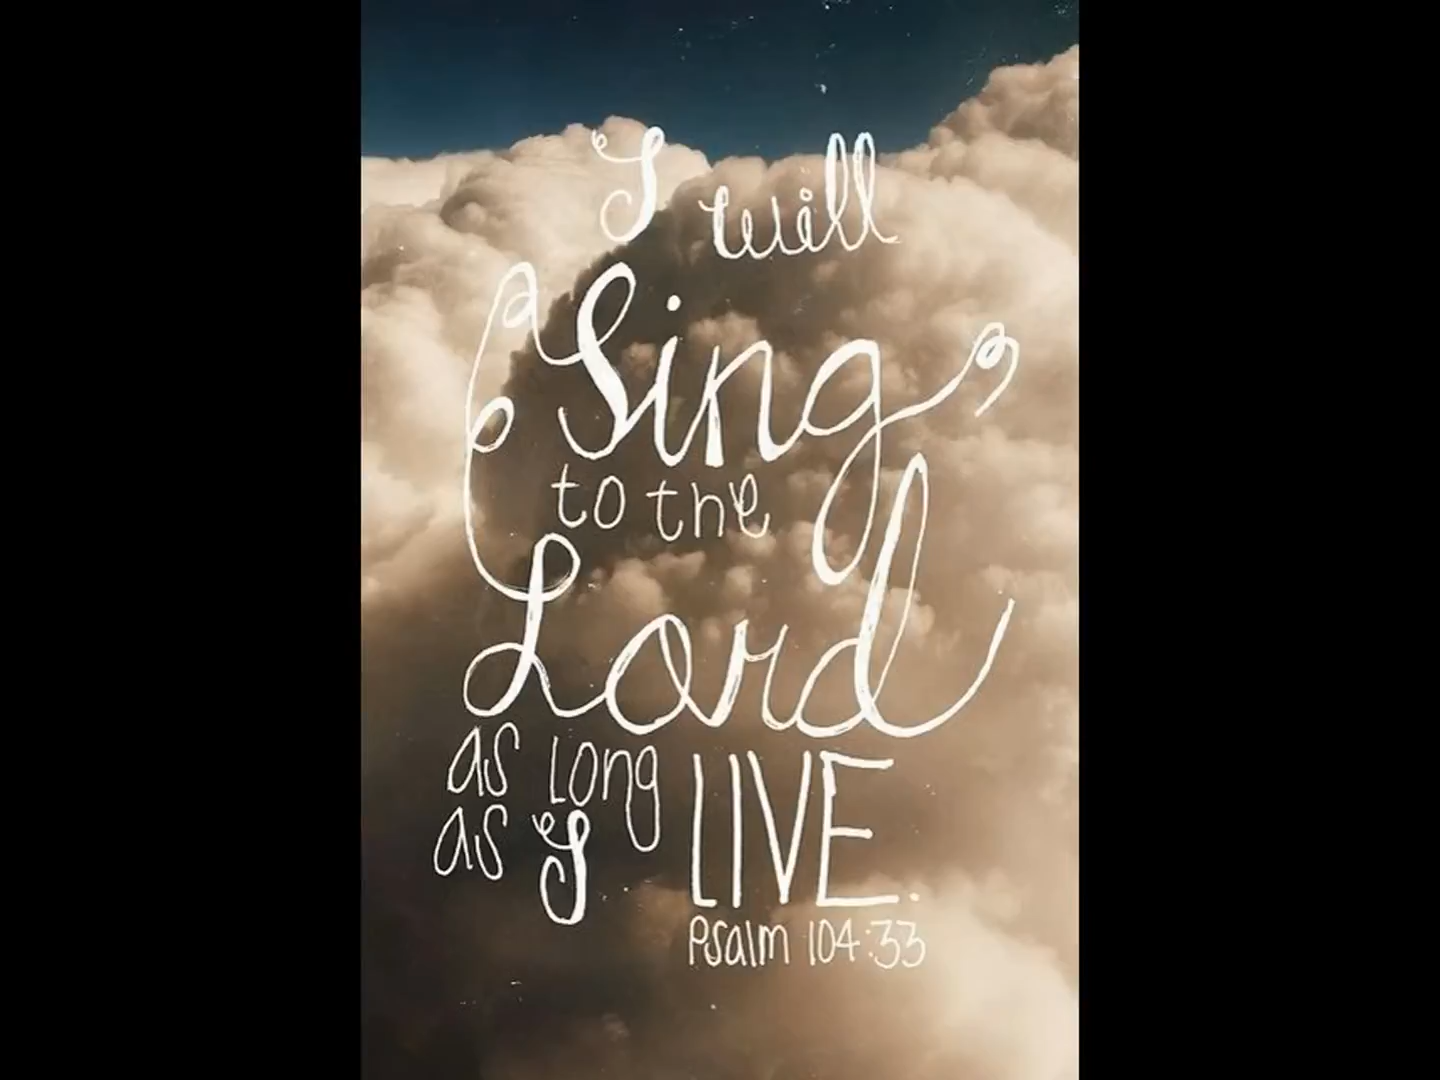 I will
Sing
to the
Lord
as long
as I LIVE.
Psalm 104:33